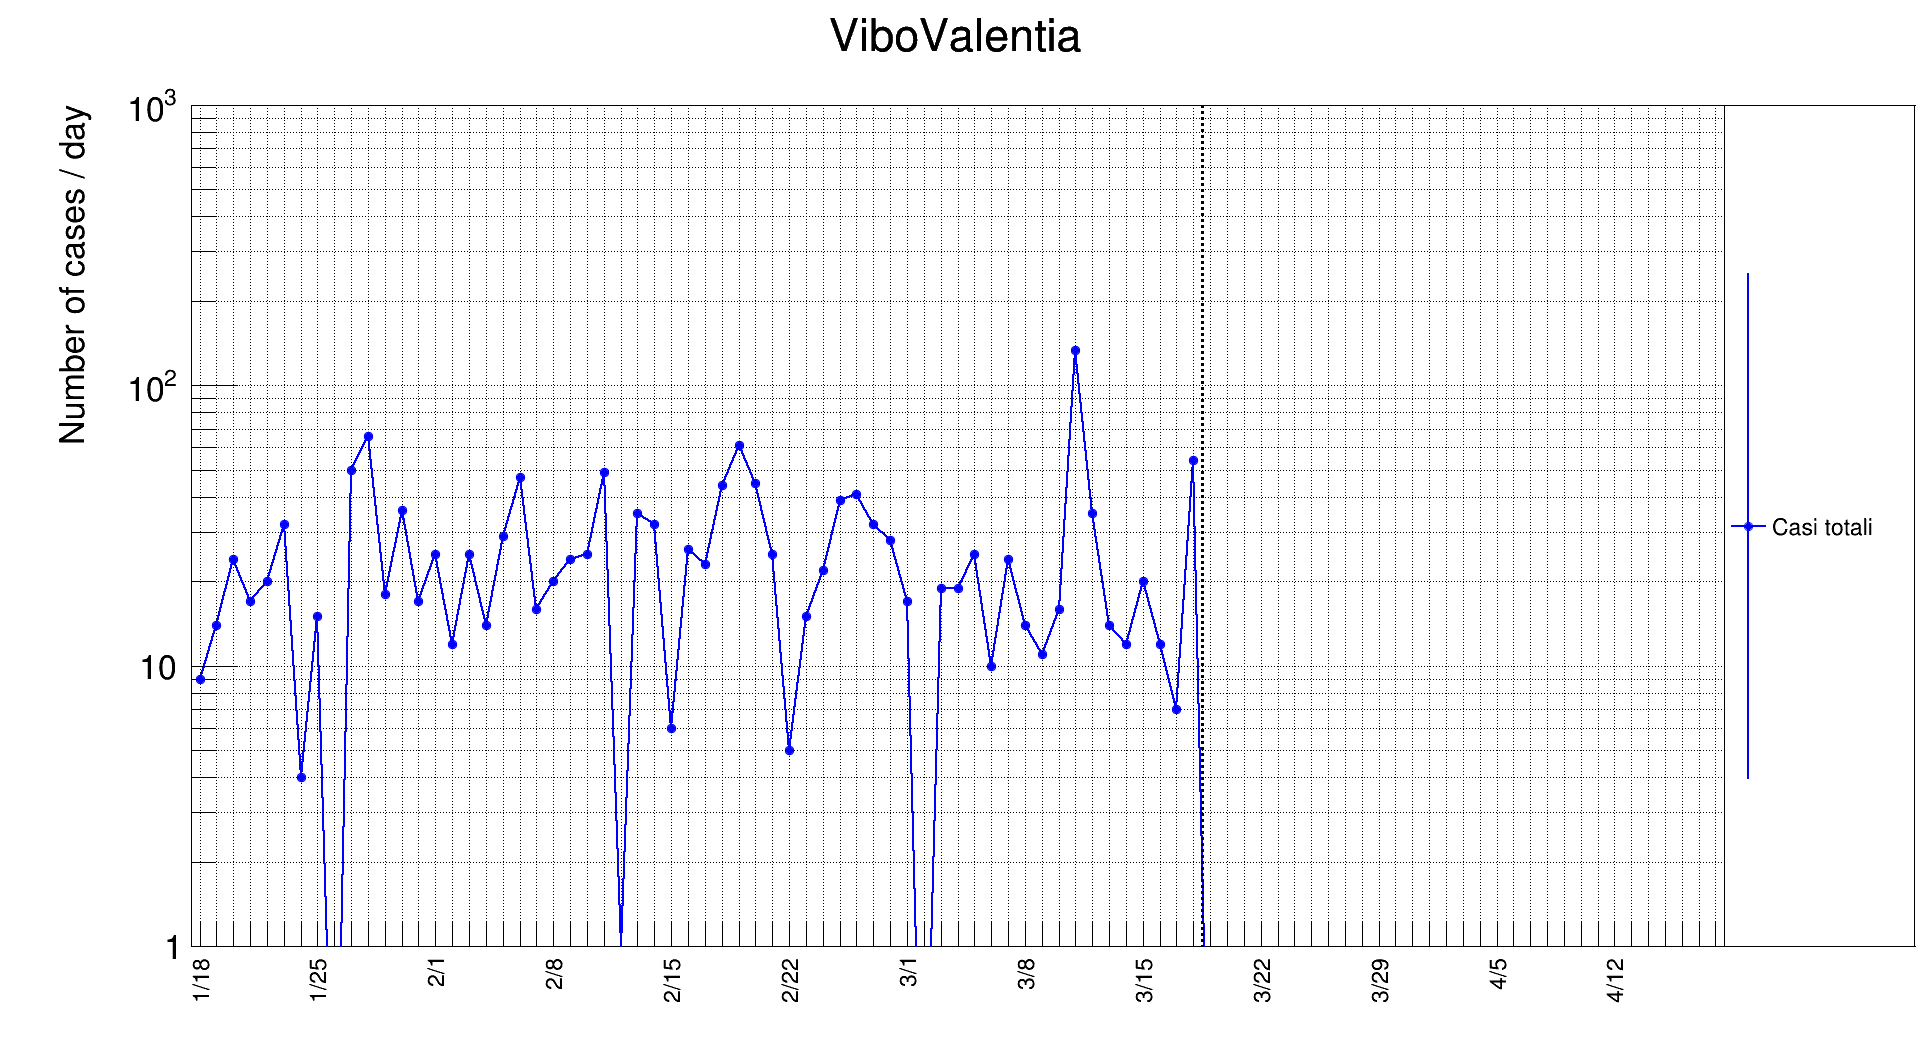 ViboValentia
Number of cases / day
10³
10²
10
1
1/18 1/25 2/1 2/8 2/15 2/22 3/1 3/8 3/15 3/22 3/29 4/5 4/12
Casi totali